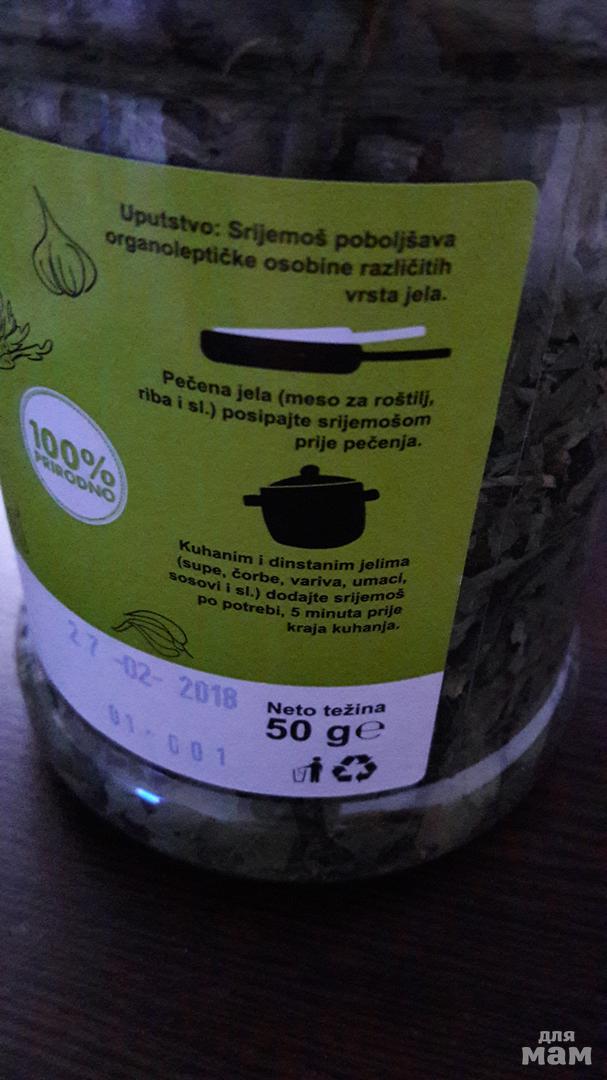 Uputstvo: Srijemoš poboljšava
organoleptičke osobine različitih
vrsta jela.
Pečena jela (meso za roštilj,
riba i sl.) posipajte srijemošom
prije pečenja.
100%
PRIRODNO
Kuhanim i dinstanim jelima
(supe, čorbe, variva, umaci,
sosovi i sl.) dodajte srijemoš
po potrebi, 5 minuta prije
kraja kuhanja.
27-02-2018
01-001
Neto težina
50 g℮
для
мам